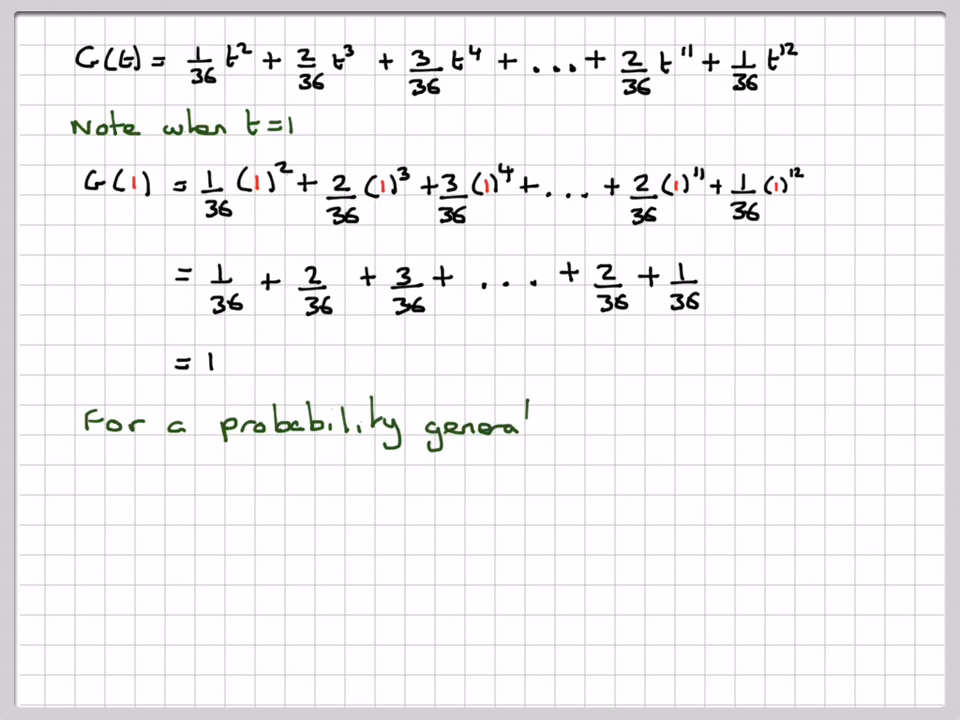 G(t) = 1/36 t² + 2/36 t³ + 3/36 t⁴ + ... + 2/36 t¹¹ + 1/36 t¹²
Note when t=1
G(1) = 1/36 (1)² + 2/36 (1)³ + 3/36 (1)⁴ + ... + 2/36 (1)¹¹ + 1/36 (1)¹²
= 1/36 + 2/36 + 3/36 + ... + 2/36 + 1/36
= 1
For a probability genera